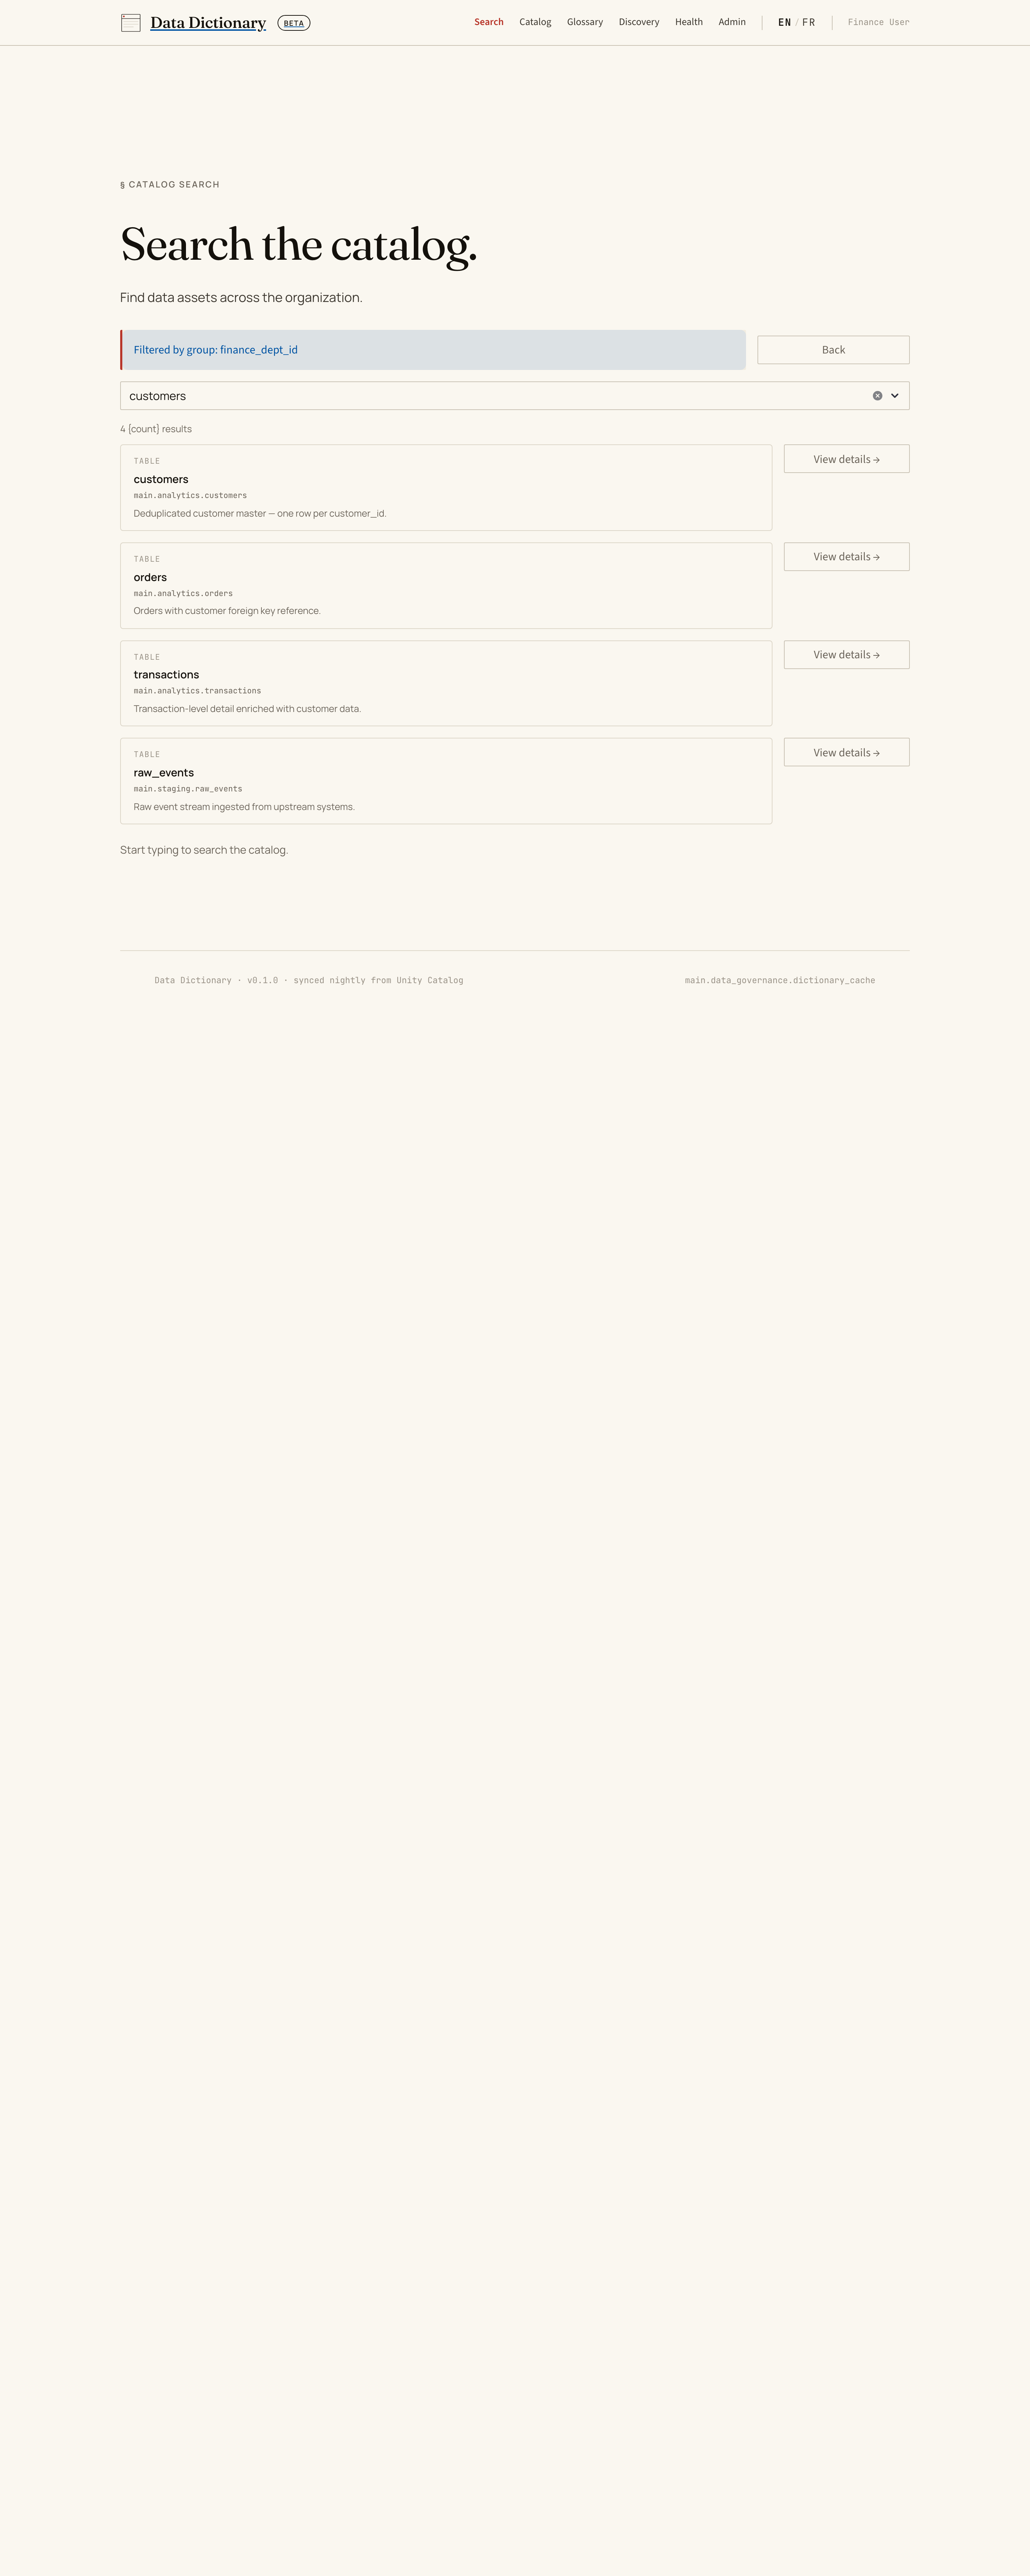 Data Dictionary BETA Search Catalog Glossary Discovery Health Admin EN / FR Finance User
§ CATALOG SEARCH
Search the catalog.
Find data assets across the organization.
Filtered by group: finance_dept_id Back
customers
4 {count} results
TABLE View details →
customers
main.analytics.customers
Deduplicated customer master — one row per customer_id.
TABLE View details →
orders
main.analytics.orders
Orders with customer foreign key reference.
TABLE View details →
transactions
main.analytics.transactions
Transaction-level detail enriched with customer data.
TABLE View details →
raw_events
main.staging.raw_events
Raw event stream ingested from upstream systems.
Start typing to search the catalog.
Data Dictionary · v0.1.0 · synced nightly from Unity Catalog main.data_governance.dictionary_cache